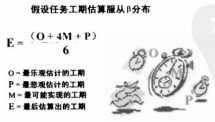 假设任务工期估算服从β分布
E = (O + 4M + P)
6
O = 最乐观估计的工期
P = 最悲观估计的工期
M = 最可能实现的工期
E = 最后估算出的工期
O
M
P